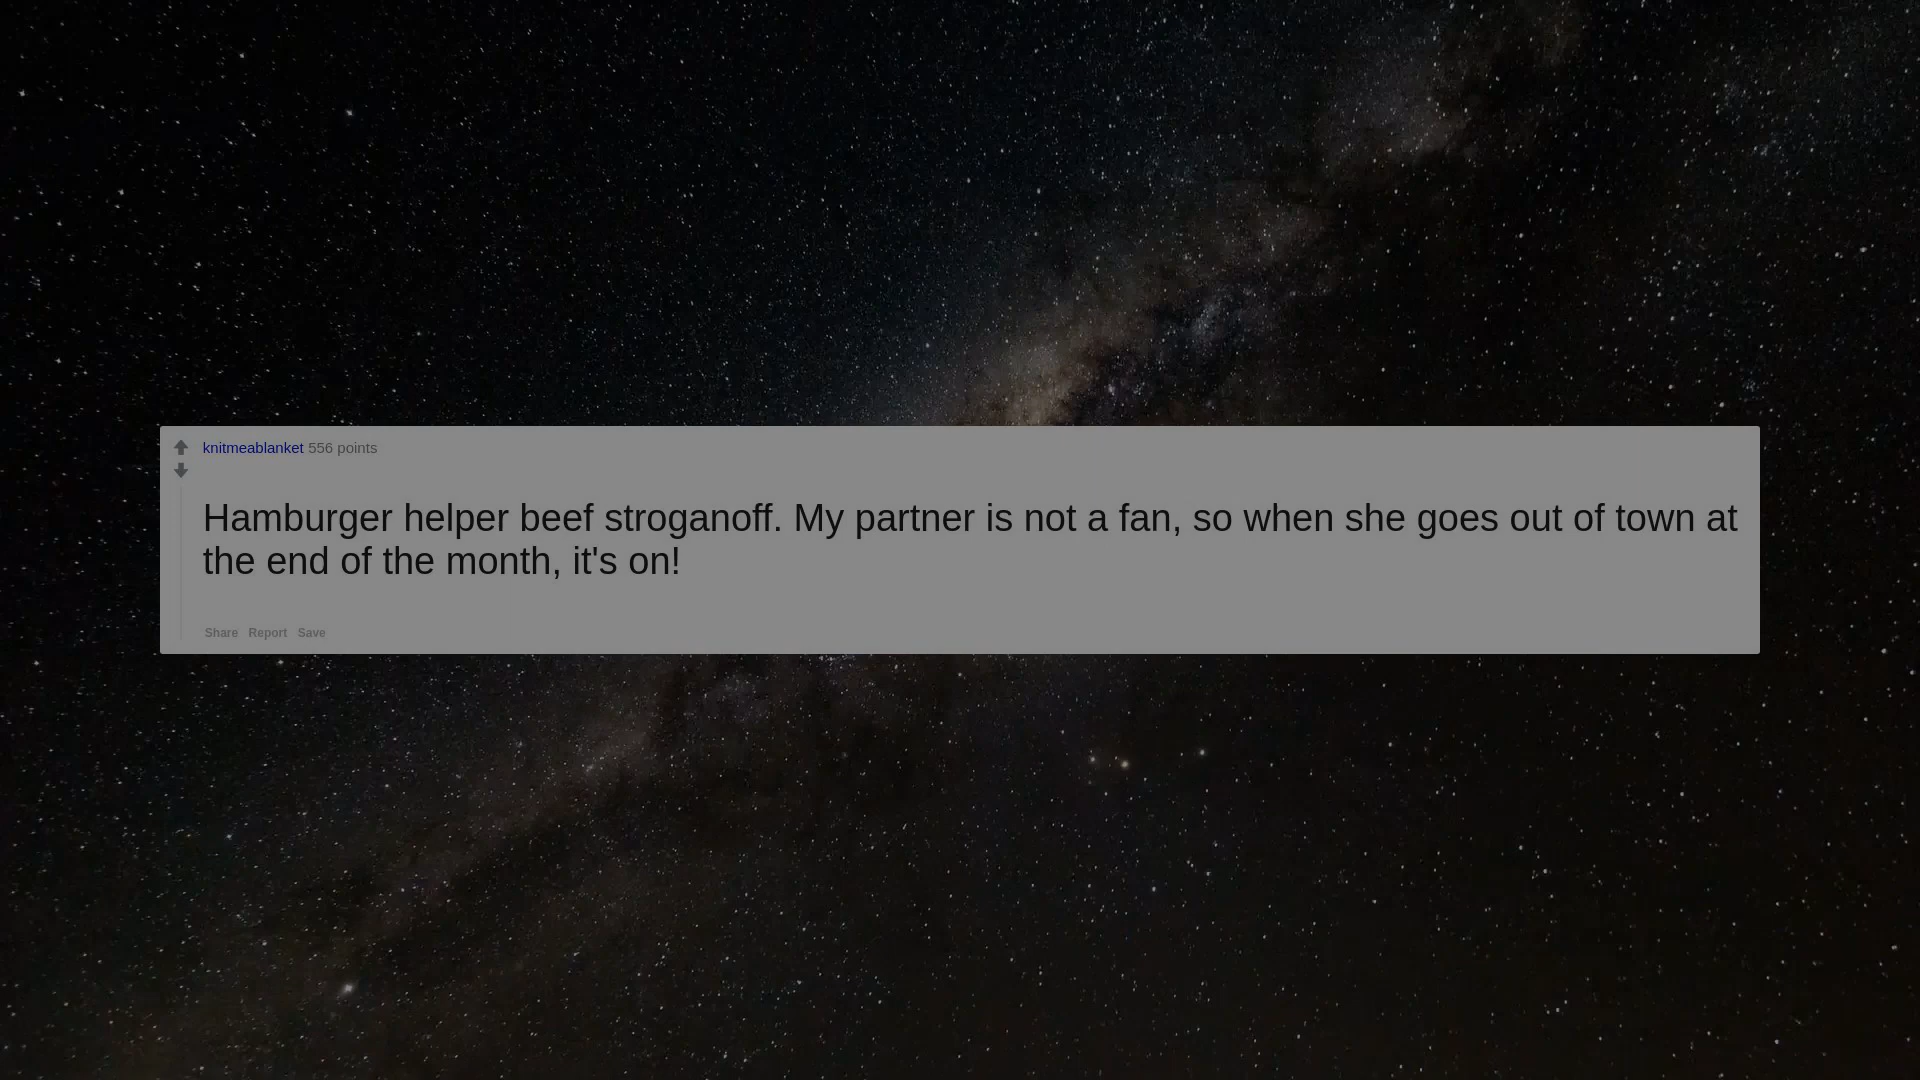 knitmeablanket 556 points
Hamburger helper beef stroganoff. My partner is not a fan, so when she goes out of town at
the end of the month, it's on!
Share Report Save